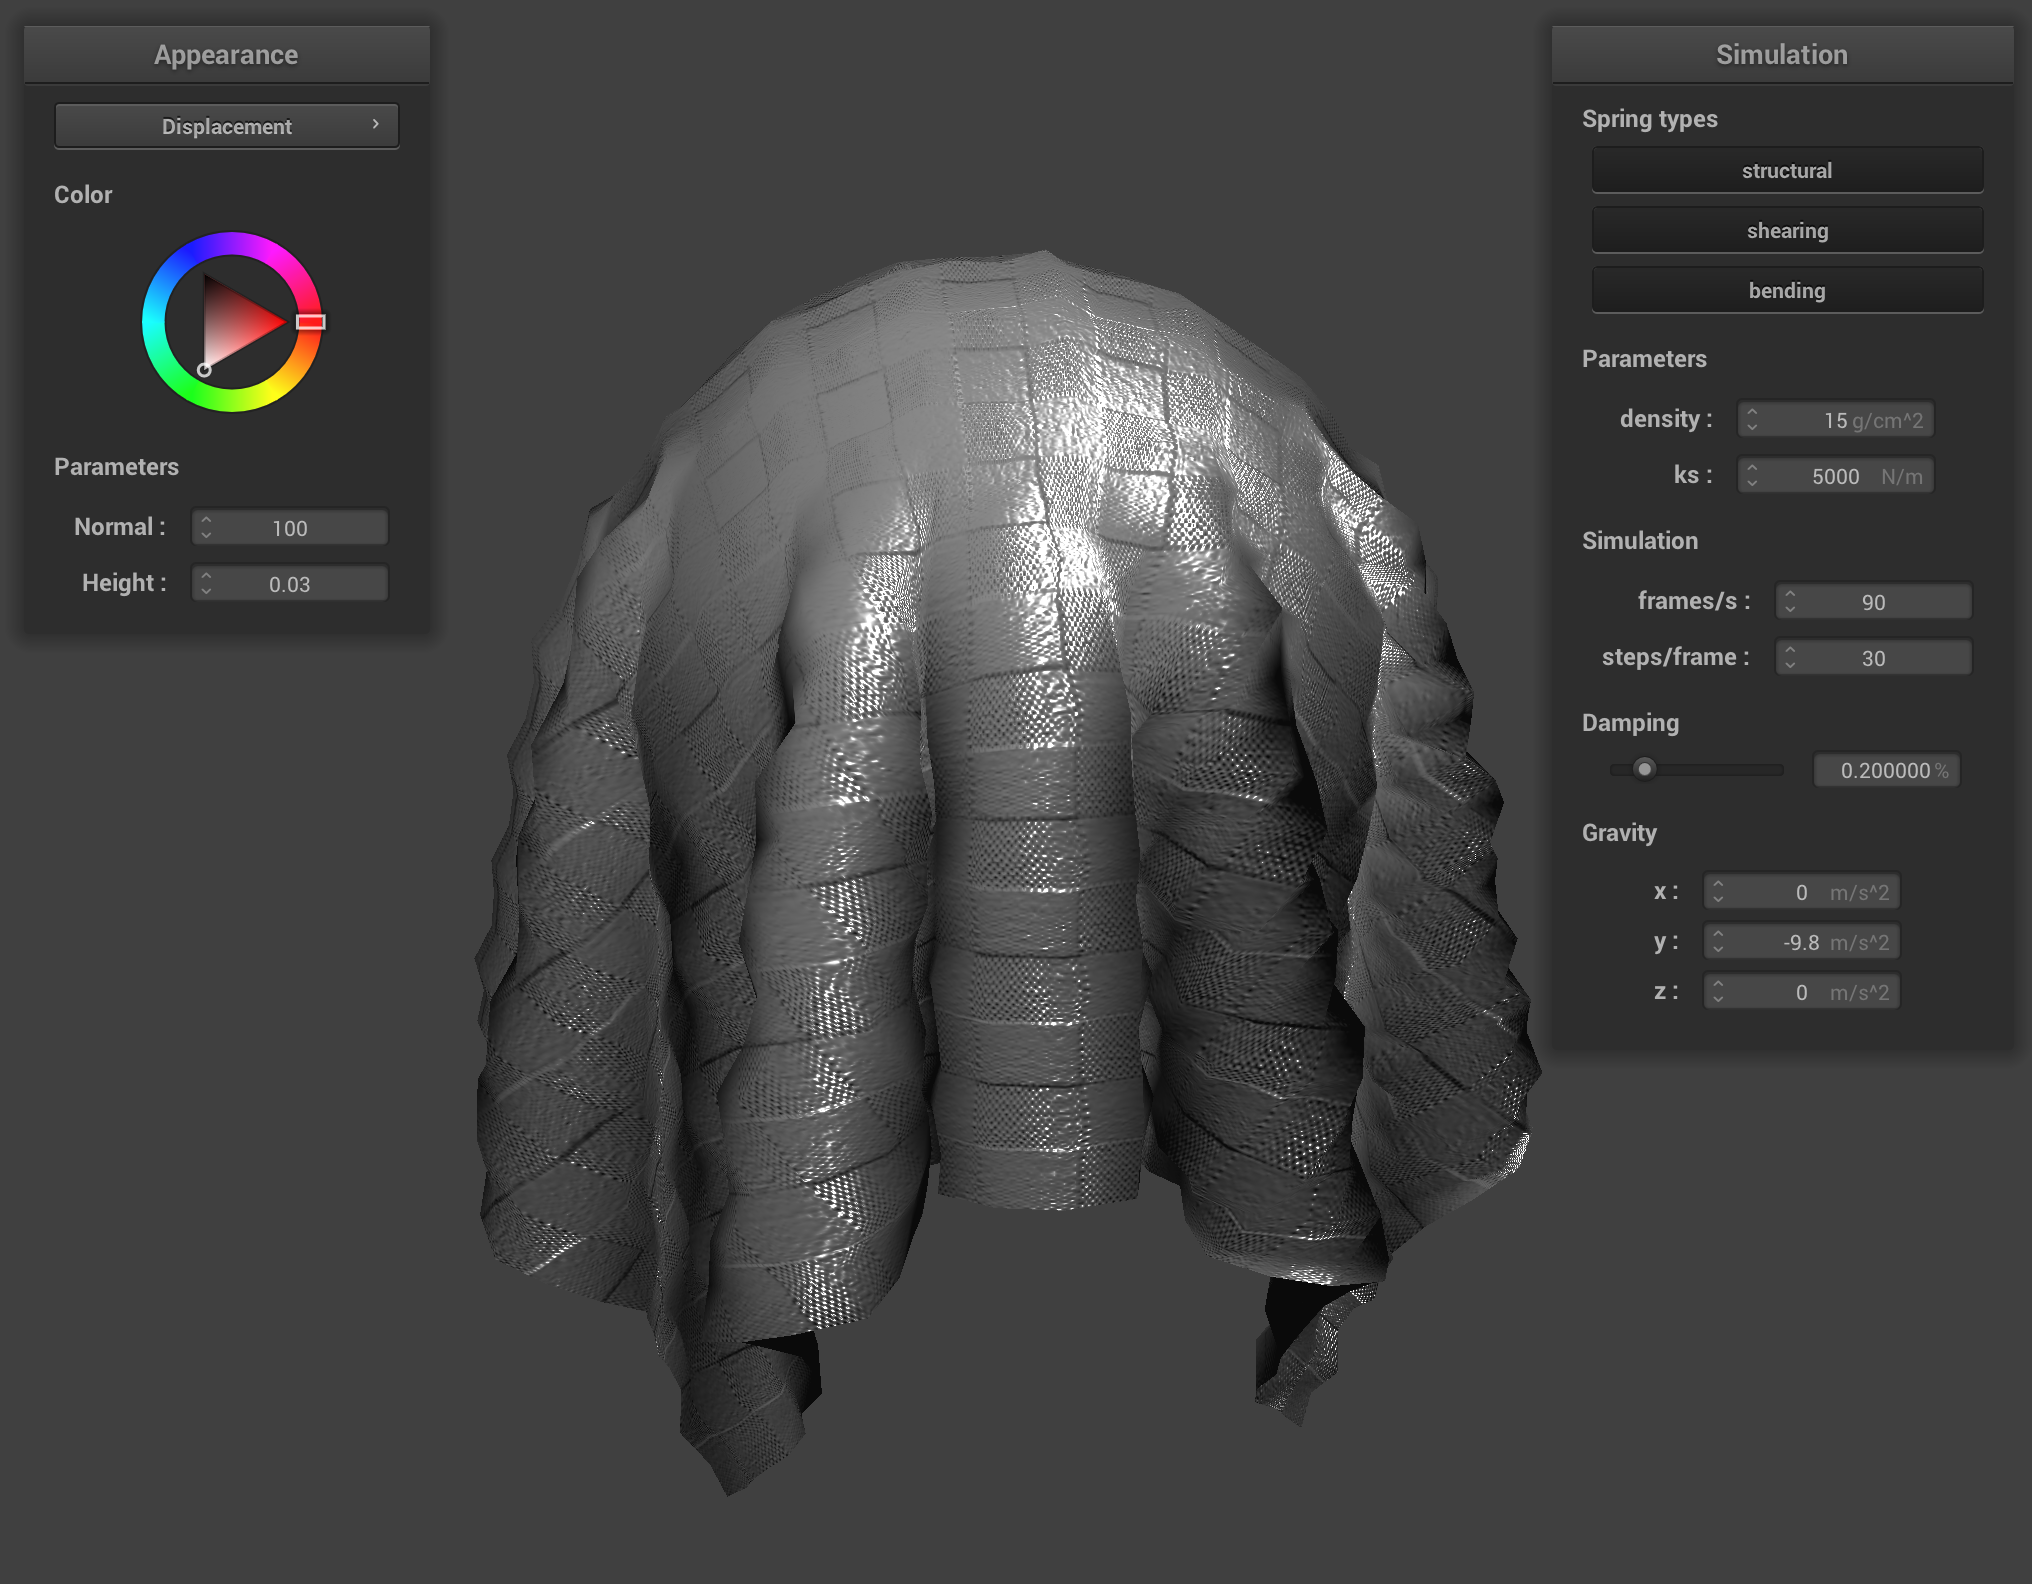 Appearance
Displacement
Color
Parameters
Normal : 100
Height : 0.03
Simulation
Spring types
structural
shearing
bending
Parameters
density : 15 g/cm^2
ks : 5000 N/m
Simulation
frames/s : 90
steps/frame : 30
Damping
0.200000 %
Gravity
x : 0 m/s^2
y : -9.8 m/s^2
z : 0 m/s^2